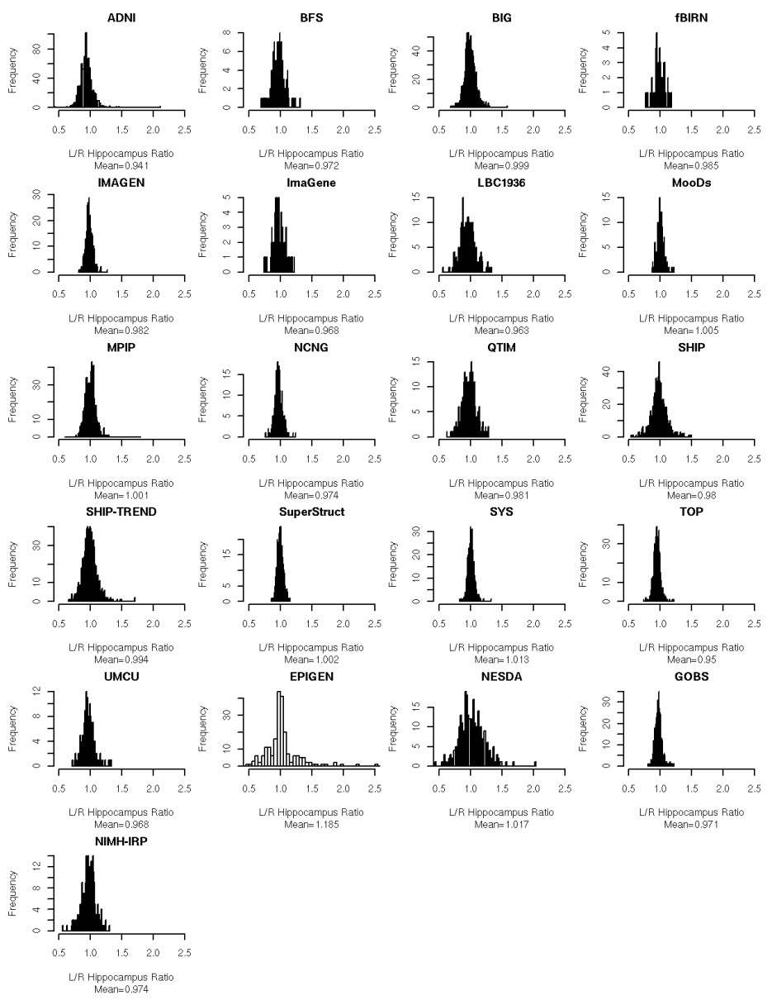 ADNI
Frequency
0 40 80
0.5 1.0 1.5 2.0 2.5
L/R Hippocampus Ratio
Mean=0.941
BFS
Frequency
0 2 4 6 8
0.5 1.0 1.5 2.0 2.5
L/R Hippocampus Ratio
Mean=0.972
BIG
Frequency
0 20 40
0.5 1.0 1.5 2.0 2.5
L/R Hippocampus Ratio
Mean=0.999
fBIRN
Frequency
0 1 2 3 4 5
0.5 1.0 1.5 2.0 2.5
L/R Hippocampus Ratio
Mean=0.985
IMAGEN
Frequency
0 10 20 30
0.5 1.0 1.5 2.0 2.5
L/R Hippocampus Ratio
Mean=0.982
ImaGene
Frequency
0 1 2 3 4 5
0.5 1.0 1.5 2.0 2.5
L/R Hippocampus Ratio
Mean=0.968
LBC1936
Frequency
0 5 10 15
0.5 1.0 1.5 2.0 2.5
L/R Hippocampus Ratio
Mean=0.963
MooDs
Frequency
0 5 10 15
0.5 1.0 1.5 2.0 2.5
L/R Hippocampus Ratio
Mean=1.005
MPIP
Frequency
0 10 30
0.5 1.0 1.5 2.0 2.5
L/R Hippocampus Ratio
Mean=1.001
NCNG
Frequency
0 5 10 15
0.5 1.0 1.5 2.0 2.5
L/R Hippocampus Ratio
Mean=0.974
QTIM
Frequency
0 5 10 15
0.5 1.0 1.5 2.0 2.5
L/R Hippocampus Ratio
Mean=0.981
SHIP
Frequency
0 20 40
0.5 1.0 1.5 2.0 2.5
L/R Hippocampus Ratio
Mean=0.98
SHIP-TREND
Frequency
0 10 30
0.5 1.0 1.5 2.0 2.5
L/R Hippocampus Ratio
Mean=0.994
SuperStruct
Frequency
0 5 15
0.5 1.0 1.5 2.0 2.5
L/R Hippocampus Ratio
Mean=1.002
SYS
Frequency
0 10 20 30
0.5 1.0 1.5 2.0 2.5
L/R Hippocampus Ratio
Mean=1.013
TOP
Frequency
0 10 30
0.5 1.0 1.5 2.0 2.5
L/R Hippocampus Ratio
Mean=0.95
UMCU
Frequency
0 4 8 12
0.5 1.0 1.5 2.0 2.5
L/R Hippocampus Ratio
Mean=0.968
EPIGEN
Frequency
0 10 30
0.5 1.0 1.5 2.0 2.5
L/R Hippocampus Ratio
Mean=1.185
NESDA
Frequency
0 5 10 15
0.5 1.0 1.5 2.0 2.5
L/R Hippocampus Ratio
Mean=1.017
GOBS
Frequency
0 10 20 30
0.5 1.0 1.5 2.0 2.5
L/R Hippocampus Ratio
Mean=0.971
NIMH-IRP
Frequency
0 4 8 12
0.5 1.0 1.5 2.0 2.5
L/R Hippocampus Ratio
Mean=0.974